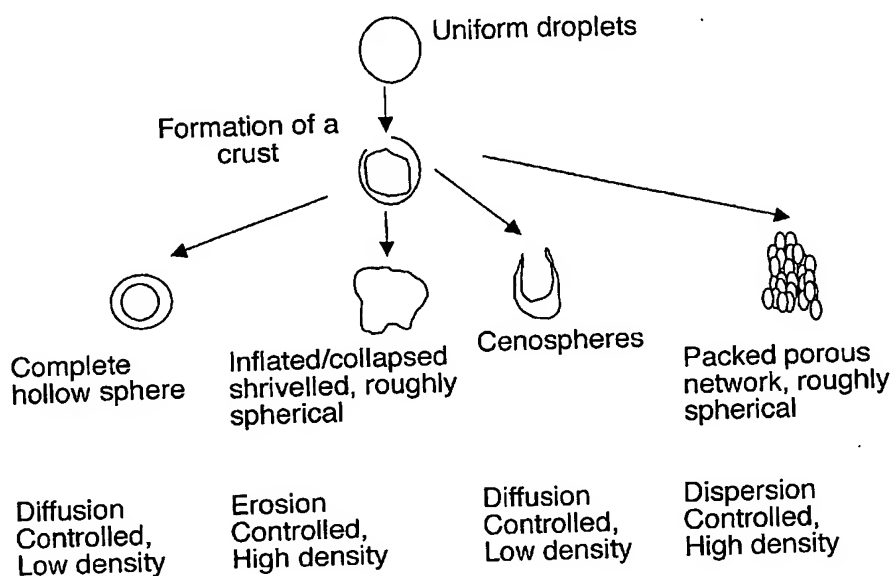 Uniform droplets
Formation of a
crust
Complete
hollow sphere
Inflated/collapsed
shrivelled, roughly
spherical
Cenospheres
Packed porous
network, roughly
spherical
Diffusion
Controlled,
Low density
Erosion
Controlled,
High density
Diffusion
Controlled,
Low density
Dispersion
Controlled,
High density